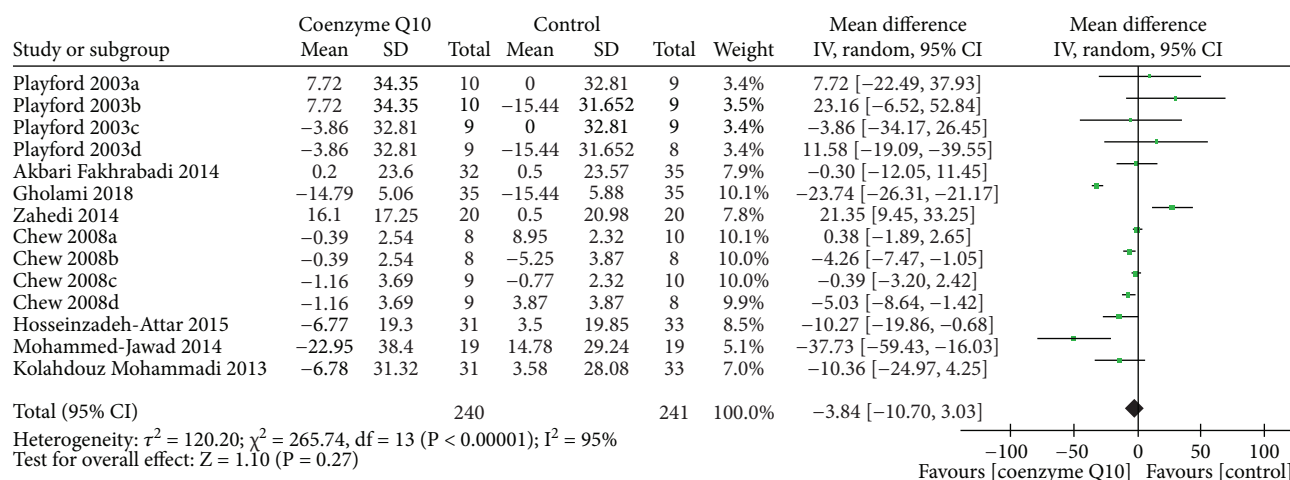 Coenzyme Q10 Control Mean difference Mean difference
Study or subgroup Mean SD Total Mean SD Total Weight IV, random, 95% CI IV, random, 95% CI
Playford 2003a 7.72 34.35 10 0 32.81 9 3.4% 7.72 [−22.49, 37.93]
Playford 2003b 7.72 34.35 10 −15.44 31.652 9 3.5% 23.16 [−6.52, 52.84]
Playford 2003c −3.86 32.81 9 0 32.81 9 3.4% −3.86 [−34.17, 26.45]
Playford 2003d −3.86 32.81 9 −15.44 31.652 8 3.4% 11.58 [−19.09, −39.55]
Akbari Fakhrabadi 2014 0.2 23.6 32 0.5 23.57 35 7.9% −0.30 [−12.05, 11.45]
Gholami 2018 −14.79 5.06 35 −15.44 5.88 35 10.1% −23.74 [−26.31, −21.17]
Zahedi 2014 16.1 17.25 20 0.5 20.98 20 7.8% 21.35 [9.45, 33.25]
Chew 2008a −0.39 2.54 8 8.95 2.32 10 10.1% 0.38 [−1.89, 2.65]
Chew 2008b −0.39 2.54 8 −5.25 3.87 8 10.0% −4.26 [−7.47, −1.05]
Chew 2008c −1.16 3.69 9 −0.77 2.32 10 10.0% −0.39 [−3.20, 2.42]
Chew 2008d −1.16 3.69 9 3.87 3.87 8 9.9% −5.03 [−8.64, −1.42]
Hosseinzadeh-Attar 2015 −6.77 19.3 31 3.5 19.85 33 8.5% −10.27 [−19.86, −0.68]
Mohammed-Jawad 2014 −22.95 38.4 19 14.78 29.24 19 5.1% −37.73 [−59.43, −16.03]
Kolahdouz Mohammadi 2013 −6.78 31.32 31 3.58 28.08 33 7.0% −10.36 [−24.97, 4.25]
Total (95% CI) 240 241 100.0% −3.84 [−10.70, 3.03]
Heterogeneity: τ² = 120.20; χ² = 265.74, df = 13 (P < 0.00001); I² = 95%
Test for overall effect: Z = 1.10 (P = 0.27)
−100 −50 0 50 100
Favours [coenzyme Q10] Favours [control]